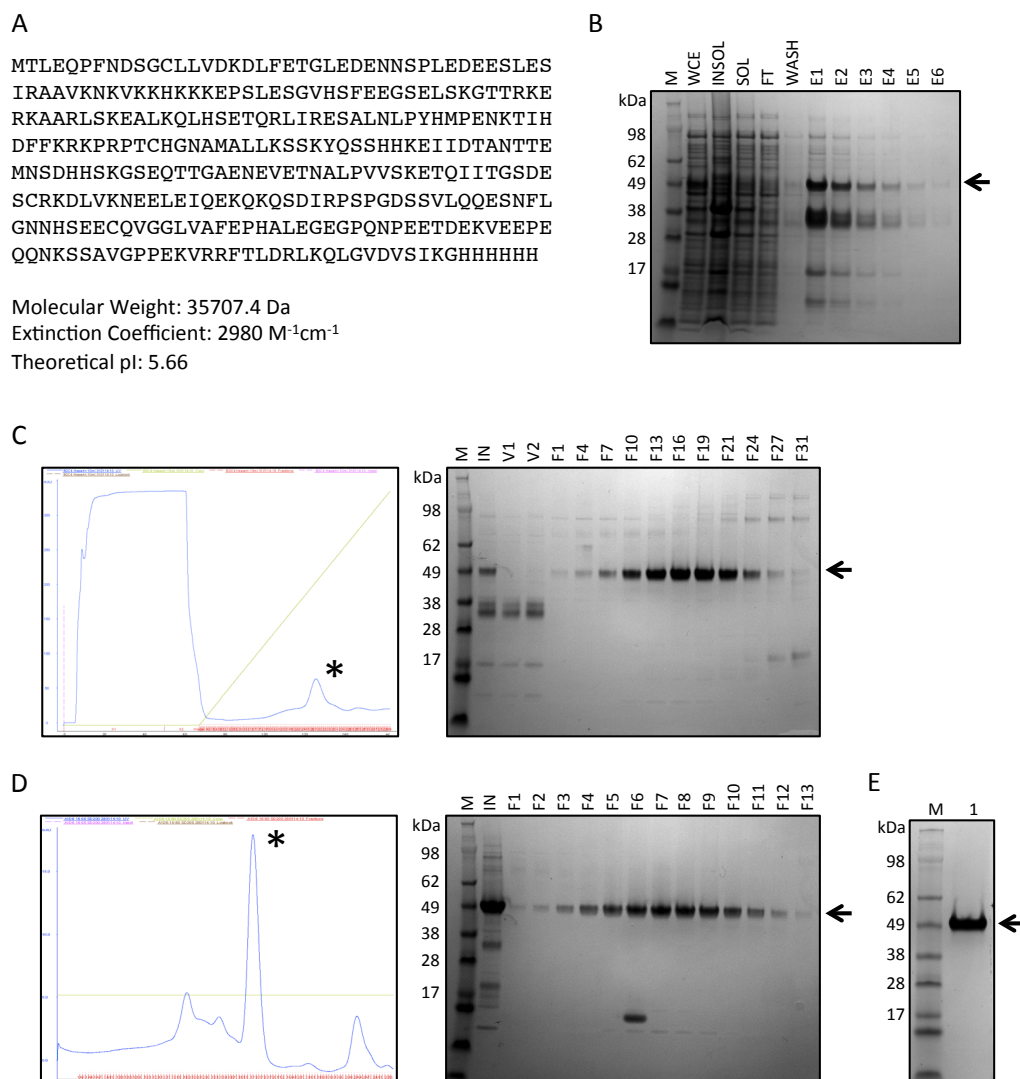 A
MTLEQPFNDSGCLLVDKDLFETGLEDENNSPLEDEESLES
IRAAVKNKVKKHKKKEPSLESGVHSFEEGSELSKGTTRKE
RKAARLSKEALKQLHSETQRLIRESALNLPYHMPENKTIH
DFFKRKPRPTCHGNAMALLKSSKYQSSHHKEIIDTANTTE
MNSDHHSKGSEQTTGAENEVETNALPVVSKETQIITGSDE
SCRKDLVKNEELEIQEKQKQSDIRPSPGDSSVLQQESNFL
GNNHSEECQVGGLVAFEPHALEGEGPQNPEETDEKVEEPE
QQNKSSAVGPPEKVRRFTLDRLKQLGVDVSIKGHHHHHH
Molecular Weight: 35707.4 Da
Extinction Coefficient: 2980 M⁻¹cm⁻¹
Theoretical pI: 5.66
B
M WCE INSOL SOL FT WASH E1 E2 E3 E4 E5 E6
kDa
98
62
49
38
28
17
C
*
M IN V1 V2 F1 F4 F7 F10 F13 F16 F19 F21 F24 F27 F31
kDa
98
62
49
38
28
17
D
*
M IN F1 F2 F3 F4 F5 F6 F7 F8 F9 F10 F11 F12 F13
kDa
98
62
49
38
28
17
E
M 1
kDa
62
49
38
28
17